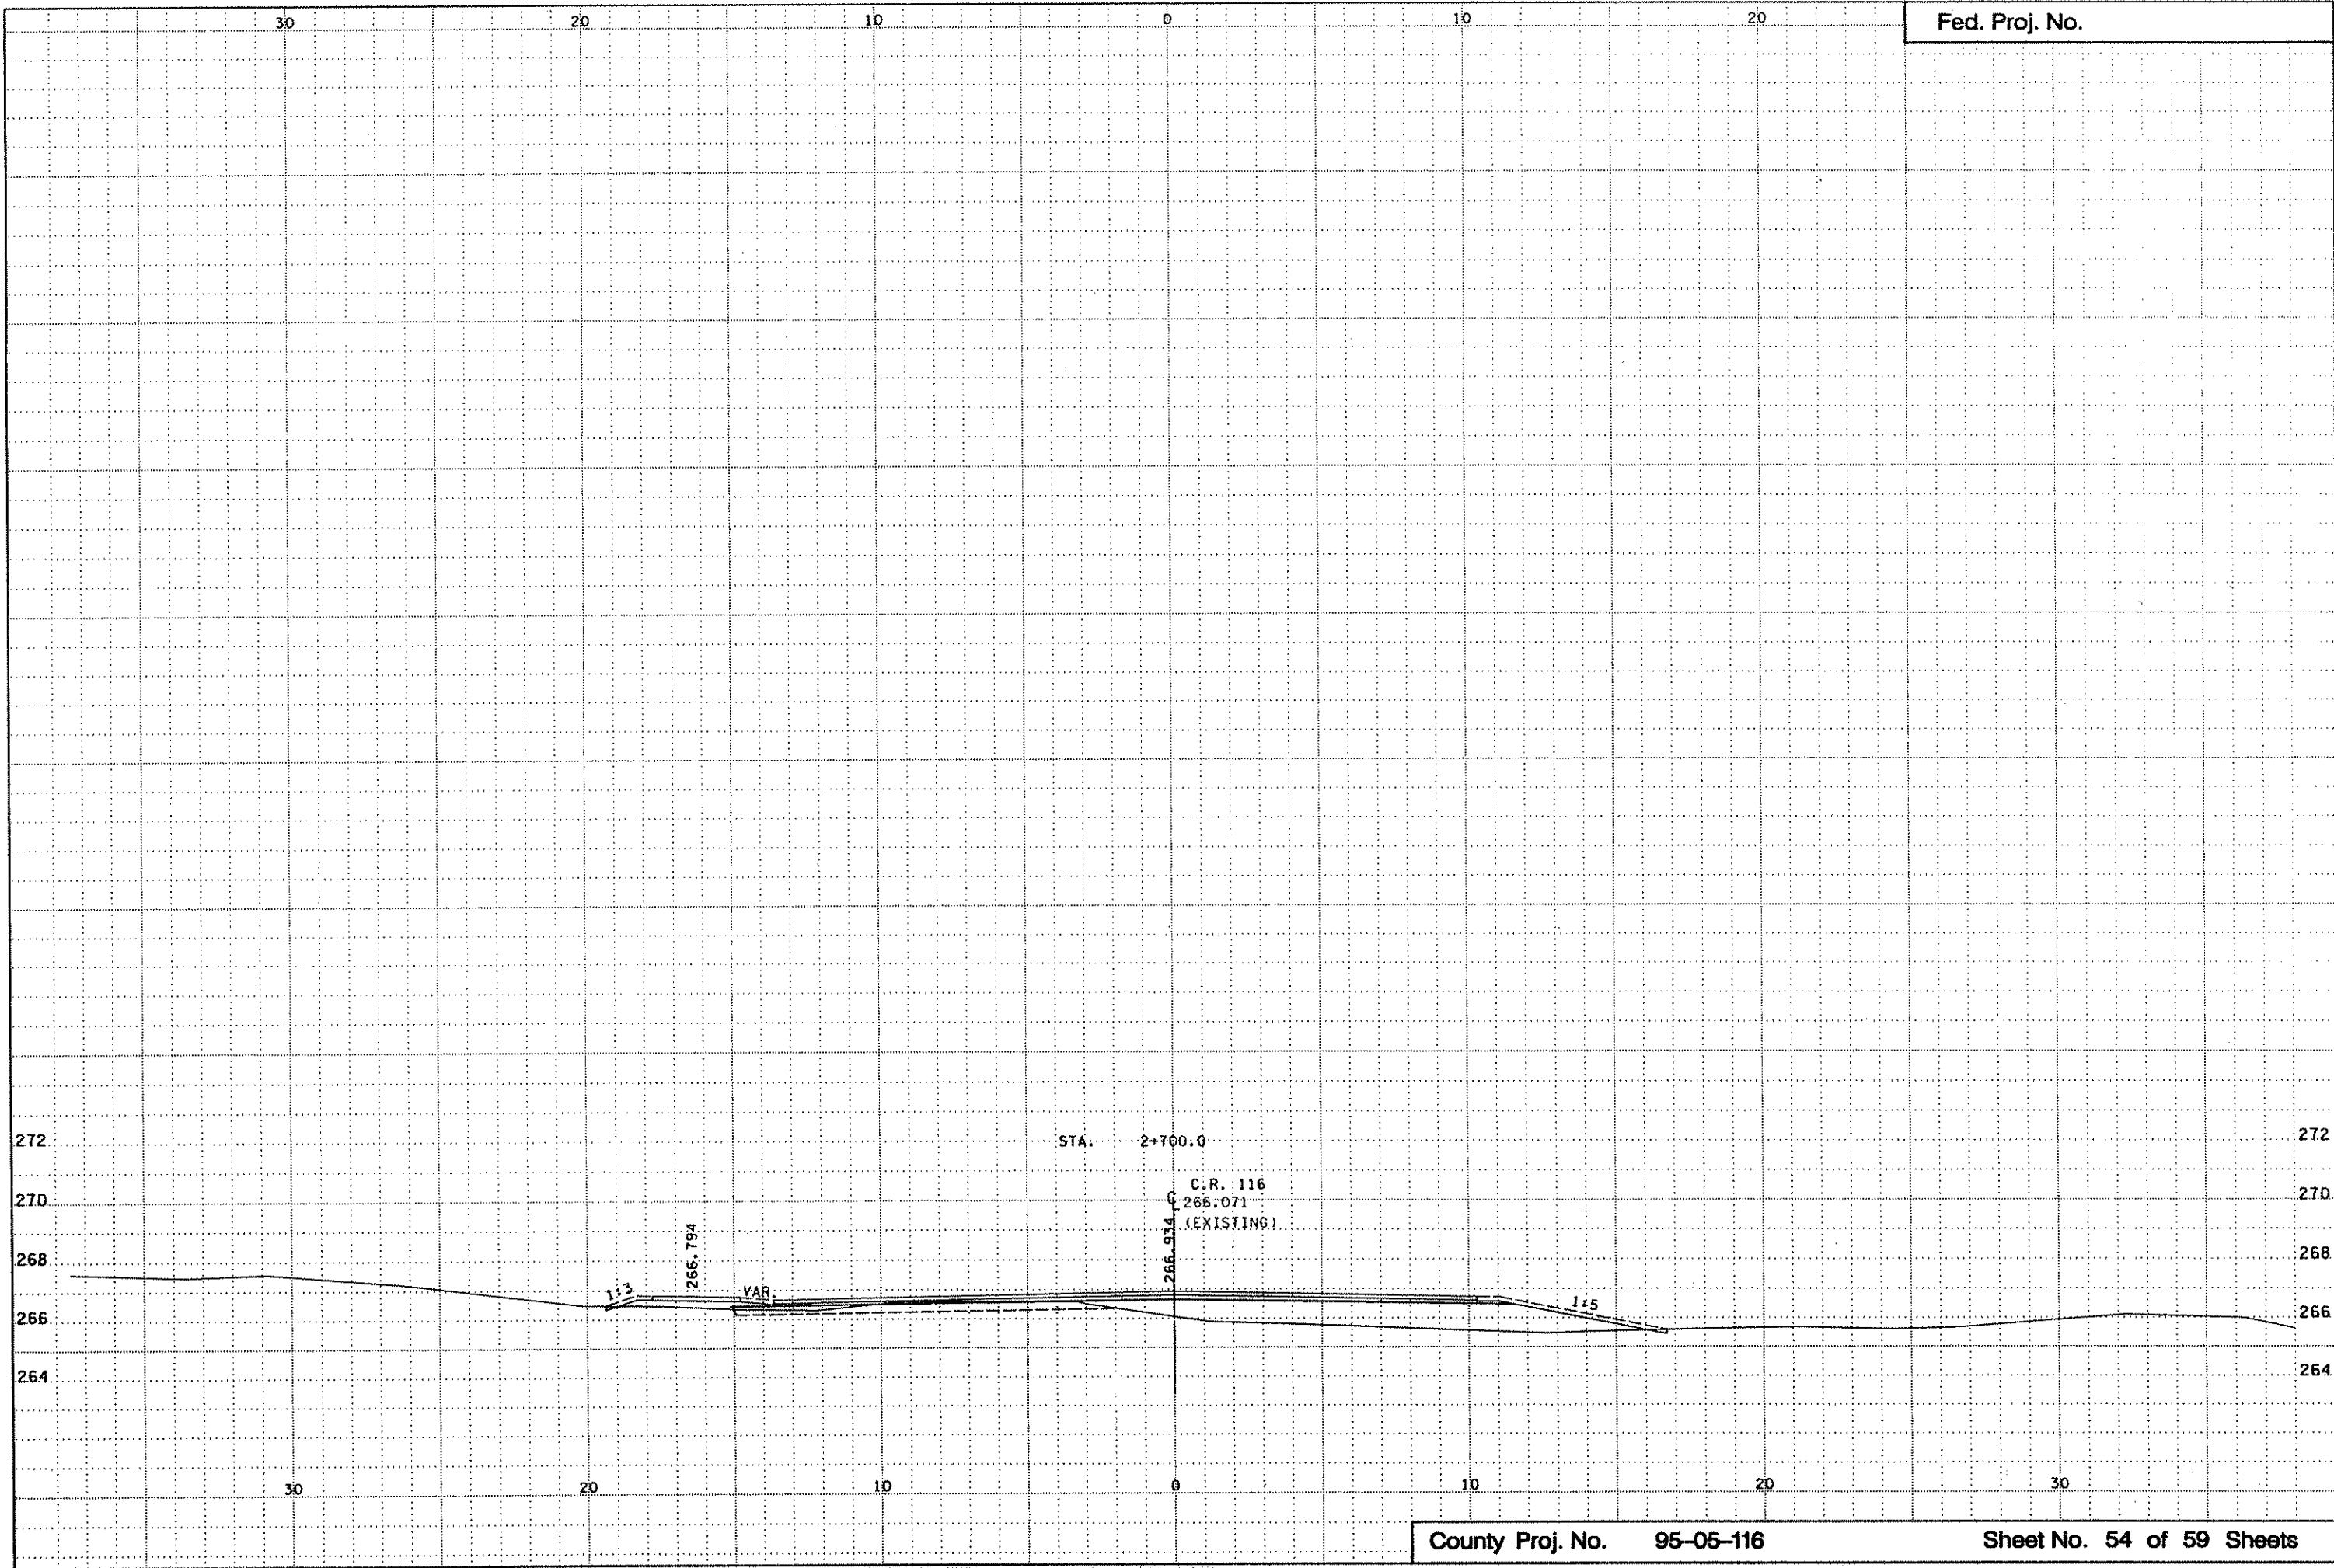 30 20 10 0 10 20
Fed. Proj. No.
272 STA. 2+700.0 272
C.R. 116
270 ℄ 266.071 270
(EXISTING)
266.794
266.934
268 268
1:3
VAR.
1:5
266 266
264 264
30 20 10 0 10 20 30
County Proj. No. 95-05-116 Sheet No. 54 of 59 Sheets